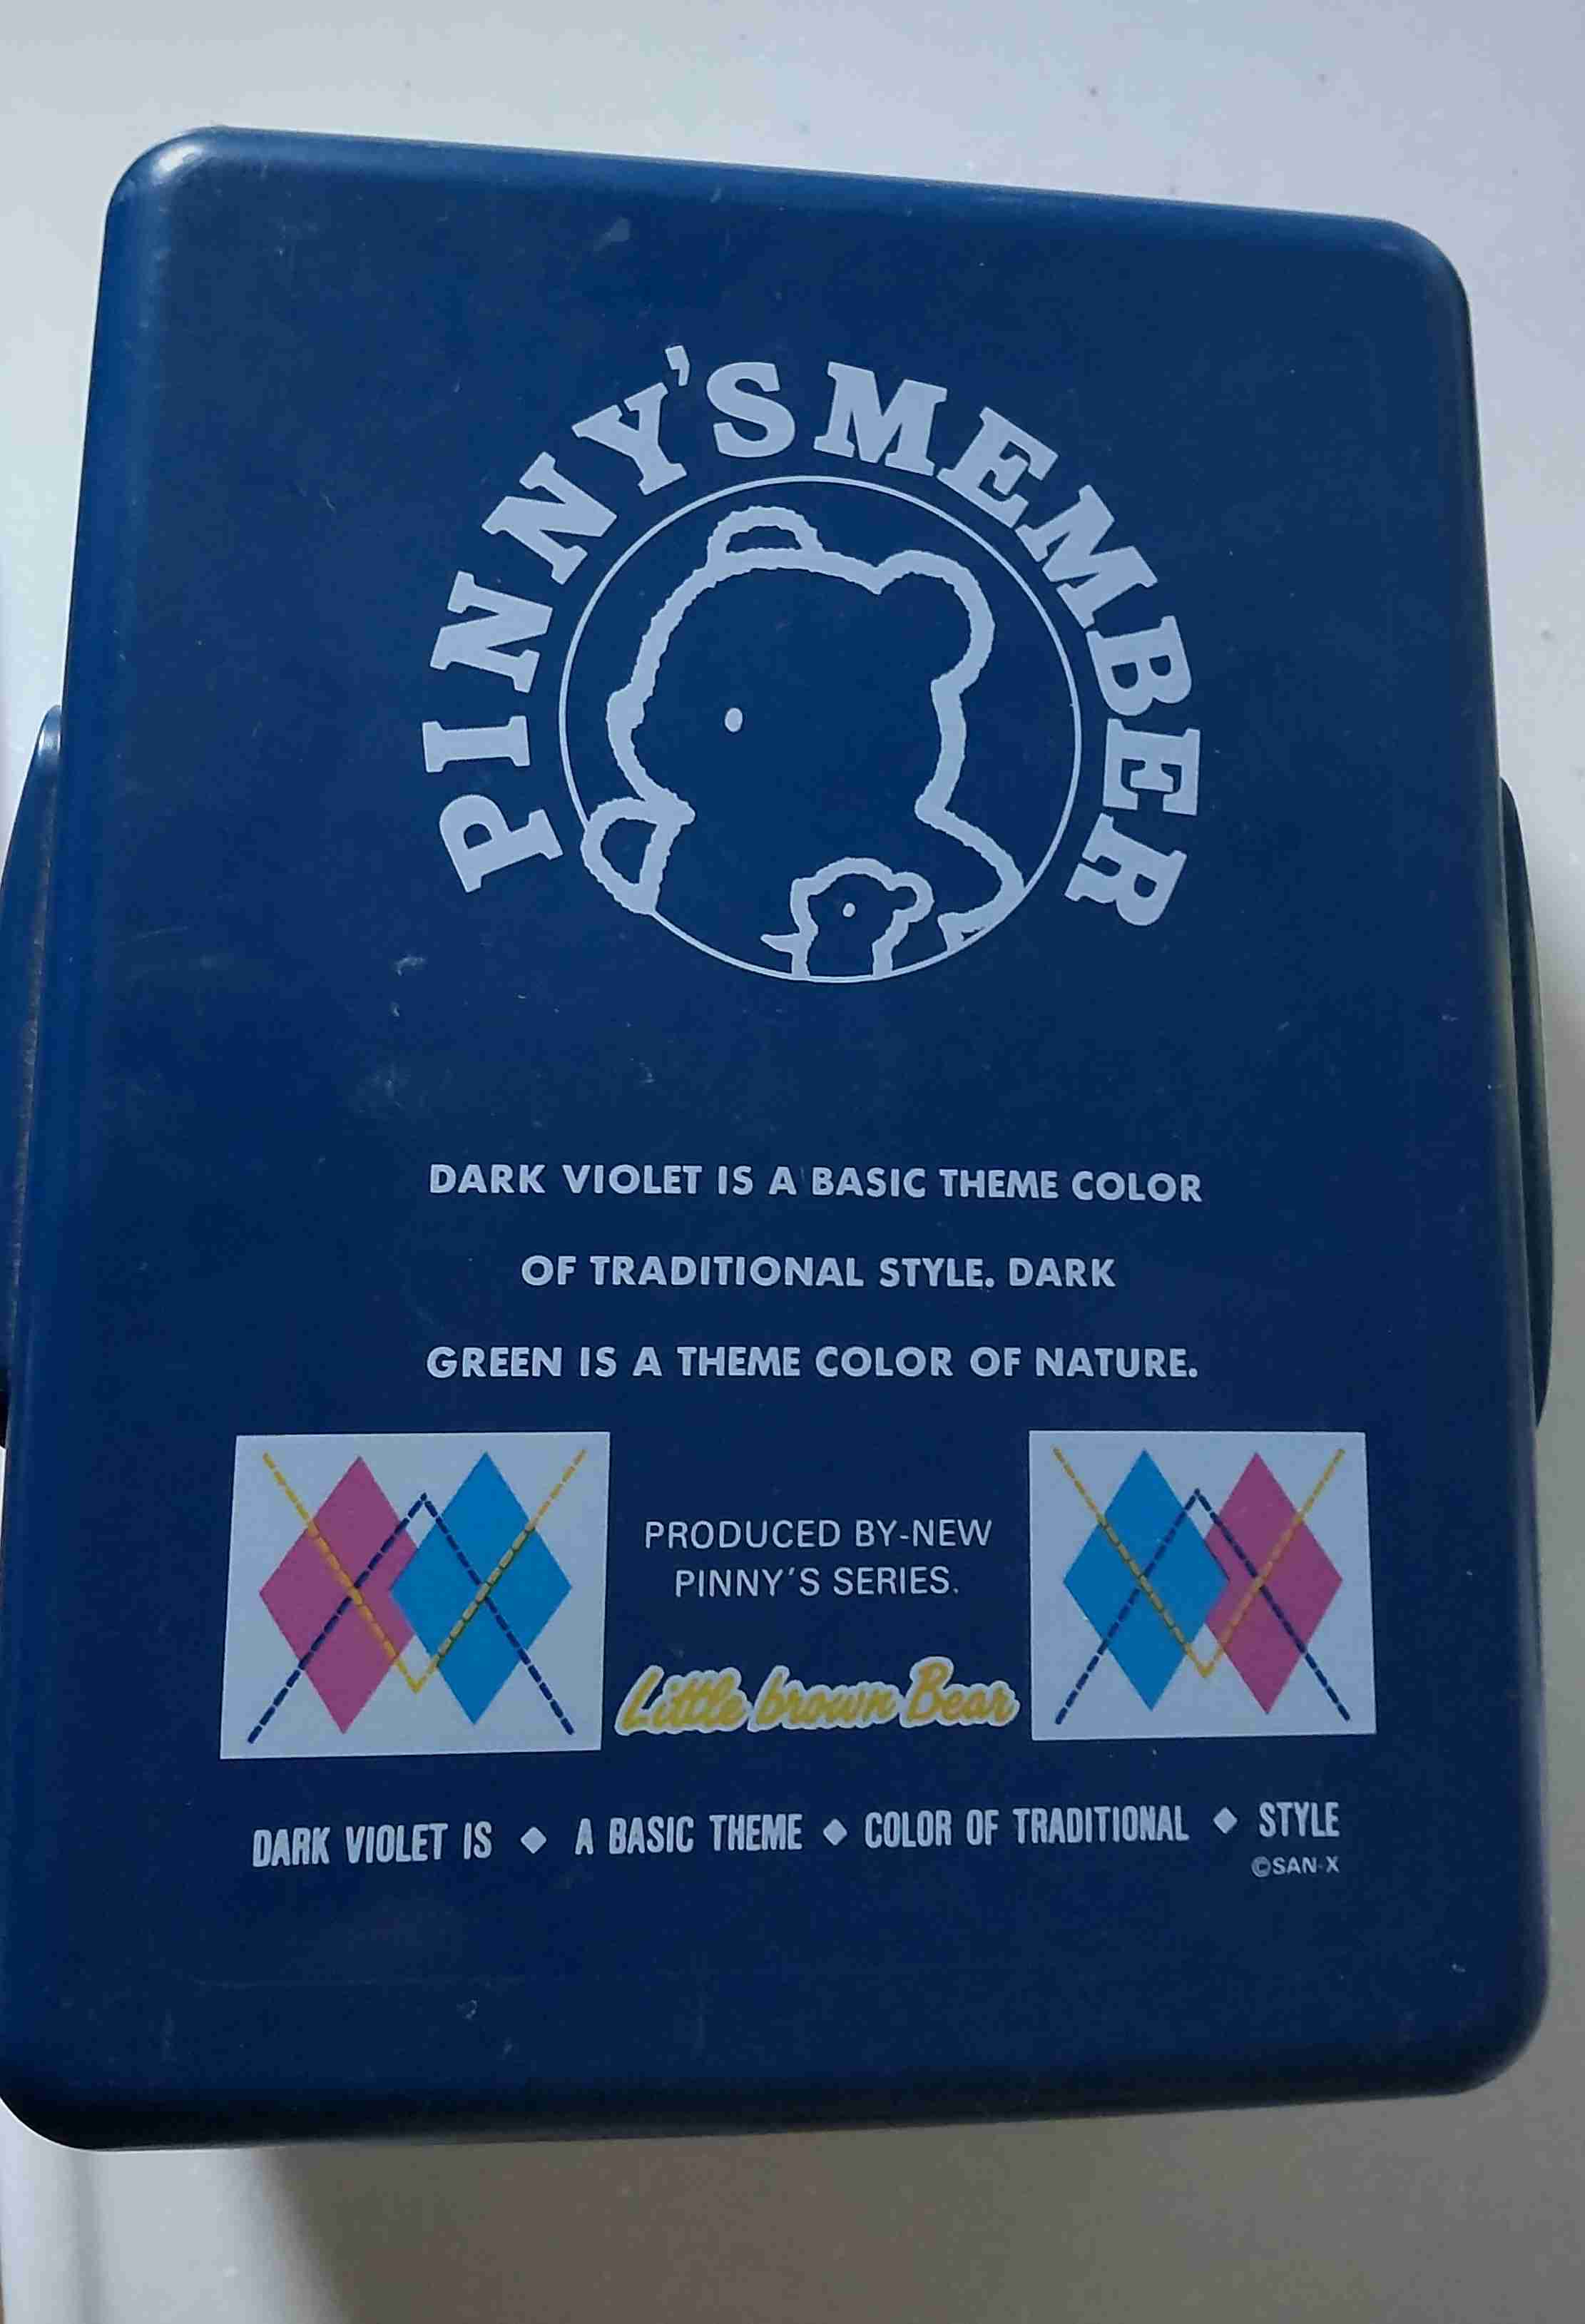 PINNY'S MEMBER
DARK VIOLET IS A BASIC THEME COLOR
OF TRADITIONAL STYLE. DARK
GREEN IS A THEME COLOR OF NATURE.
PRODUCED BY-NEW
PINNY'S SERIES.
Little brown Bear
DARK VIOLET IS ◆ A BASIC THEME ◆ COLOR OF TRADITIONAL ◆ STYLE
©SAN-X